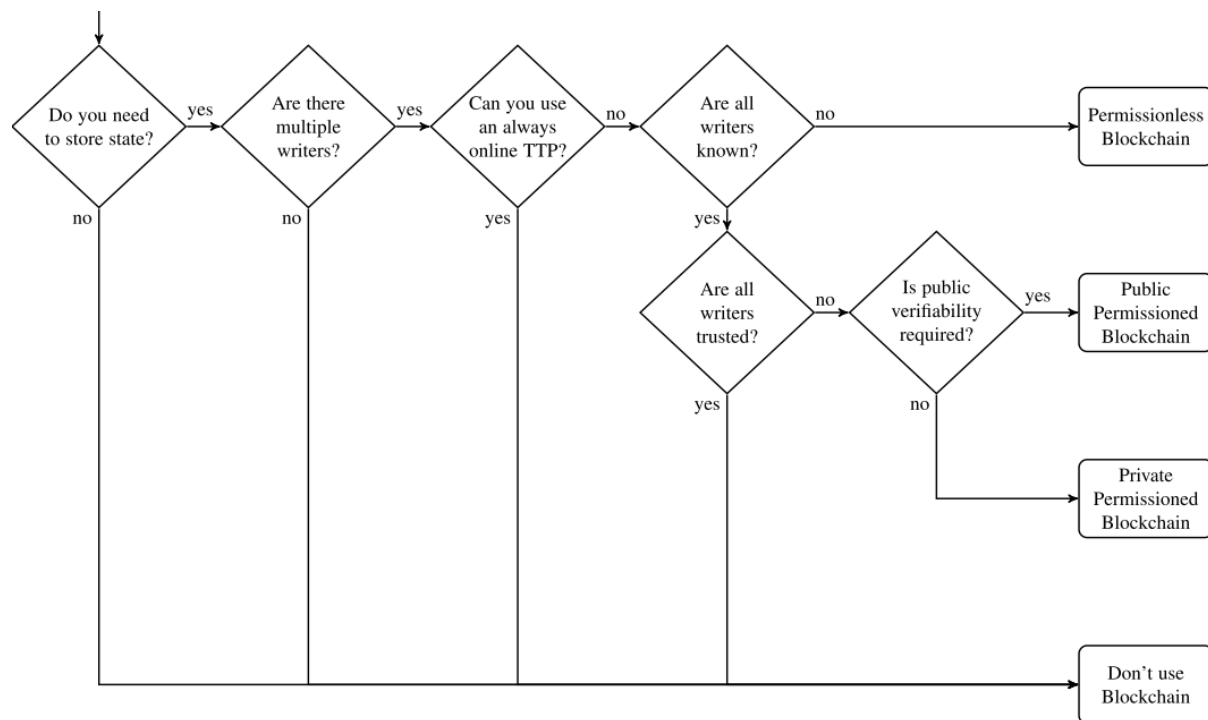 Do you need
to store state?
yes
no
Are there
multiple
writers?
yes
no
Can you use
an always
online TTP?
no
yes
Are all
writers
known?
no
yes
Permissionless
Blockchain
Are all
writers
trusted?
no
yes
Is public
verifiability
required?
yes
no
Public
Permissioned
Blockchain
Private
Permissioned
Blockchain
Don't use
Blockchain